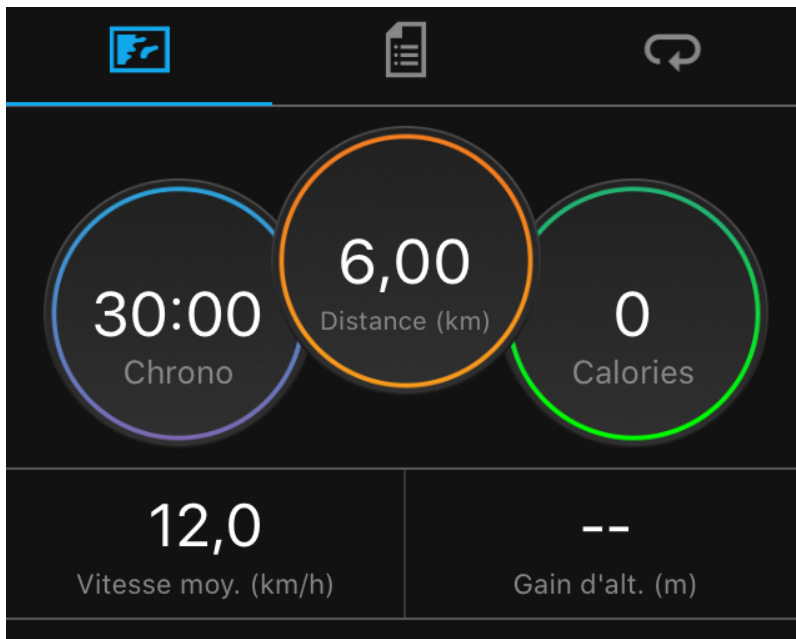 30:00
Chrono
6,00
Distance (km)
0
Calories
12,0
Vitesse moy. (km/h)
--
Gain d'alt. (m)